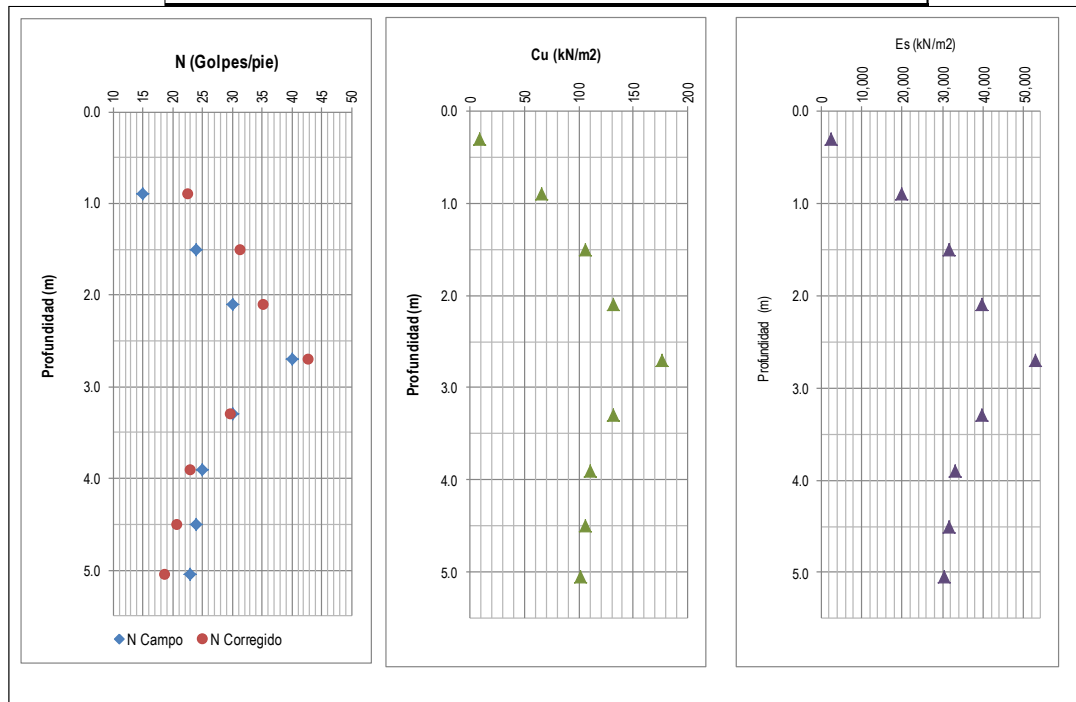 N (Golpes/pie)
10 15 20 25 30 35 40 45 50
0.0
1.0
2.0
3.0
4.0
5.0
Profundidad (m)
N Campo N Corregido
Cu (kN/m2)
0 50 100 150 200
0.0
1.0
2.0
3.0
4.0
5.0
Profundidad (m)
Es (kN/m2)
0 10,000 20,000 30,000 40,000 50,000
0.0
1.0
2.0
3.0
4.0
5.0
Profundidad (m)